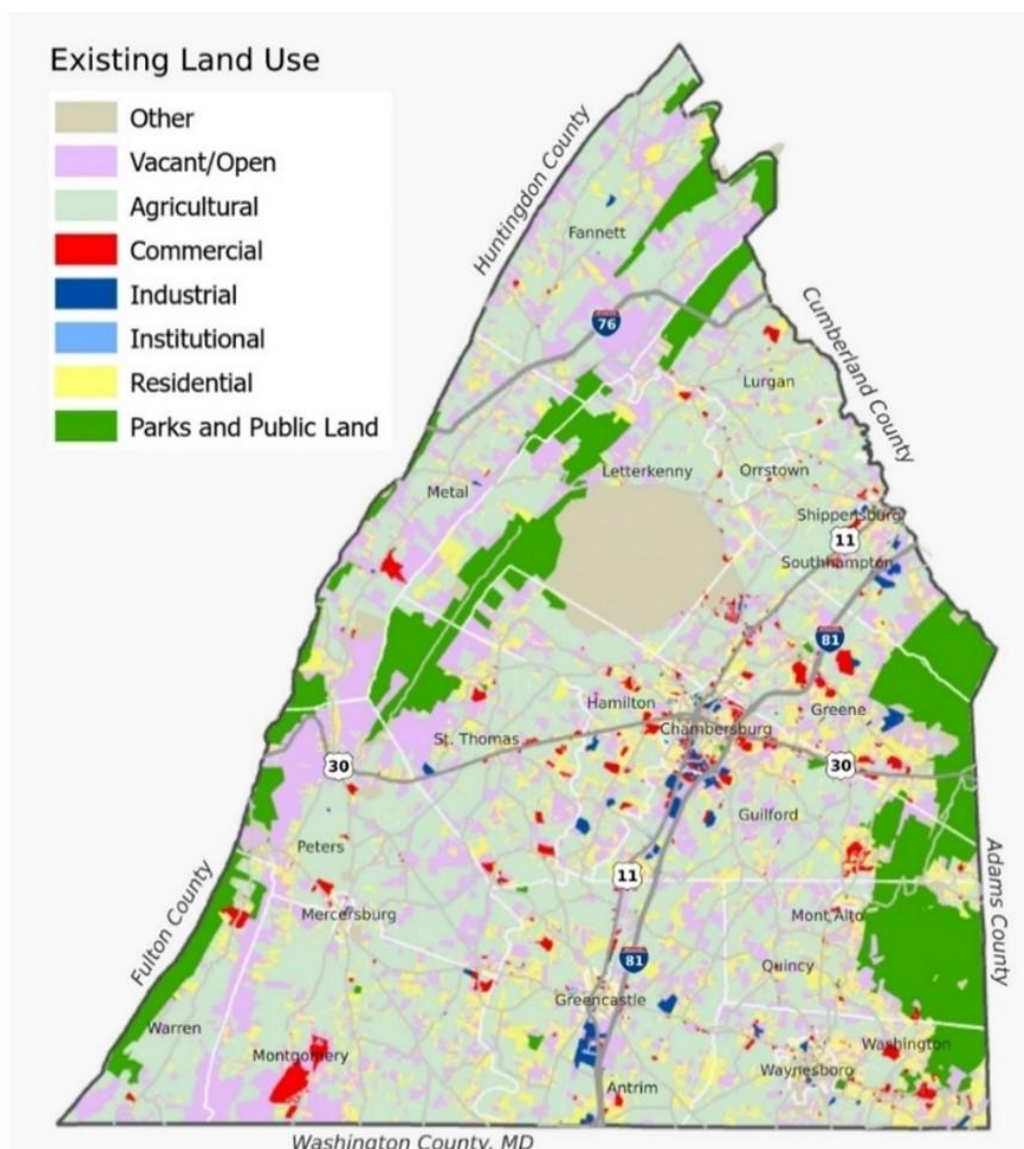 Existing Land Use
Other
Vacant/Open
Agricultural
Commercial
Industrial
Institutional
Residential
Parks and Public Land
Huntingdon County
Fannett
76
Cumberland County
Lurgan
Letterkenny
Orrstown
Metal
Shippensburg
11
Southhampton
81
Hamilton
Greene
Chambersburg
St. Thomas
30
30
Guilford
Peters
11
Adams County
Fulton County
Mercersburg
Mont Alto
81
Quincy
Greencastle
Warren
Washington
Montgomery
Waynesboro
Antrim
Washington County, MD